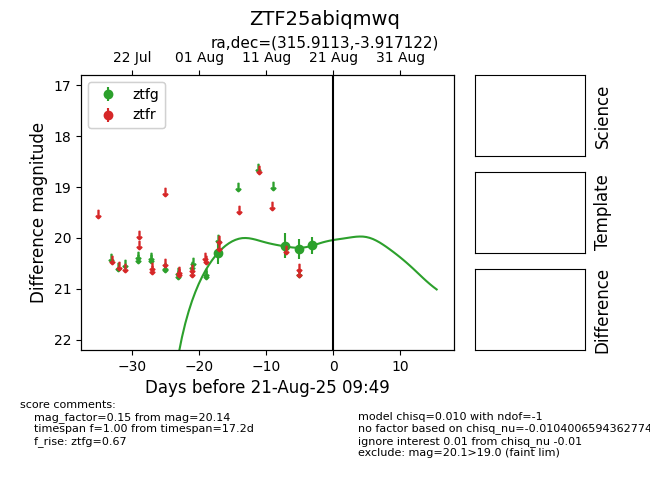 ZTF25abiqmwq
ra,dec=(315.9113,-3.917122)
22 Jul 01 Aug 11 Aug 21 Aug 31 Aug
ztfg
ztfr
17
18
19
20
21
22
Difference magnitude
−30 −20 −10 0 10
Days before 21-Aug-25 09:49
Science
Template
Difference
score comments:
mag_factor=0.15 from mag=20.14
timespan f=1.00 from timespan=17.2d
f_rise: ztfg=0.67
model chisq=0.010 with ndof=-1
no factor based on chisq_nu=-0.0104006594362774
ignore interest 0.01 from chisq_nu -0.01
exclude: mag=20.1>19.0 (faint lim)